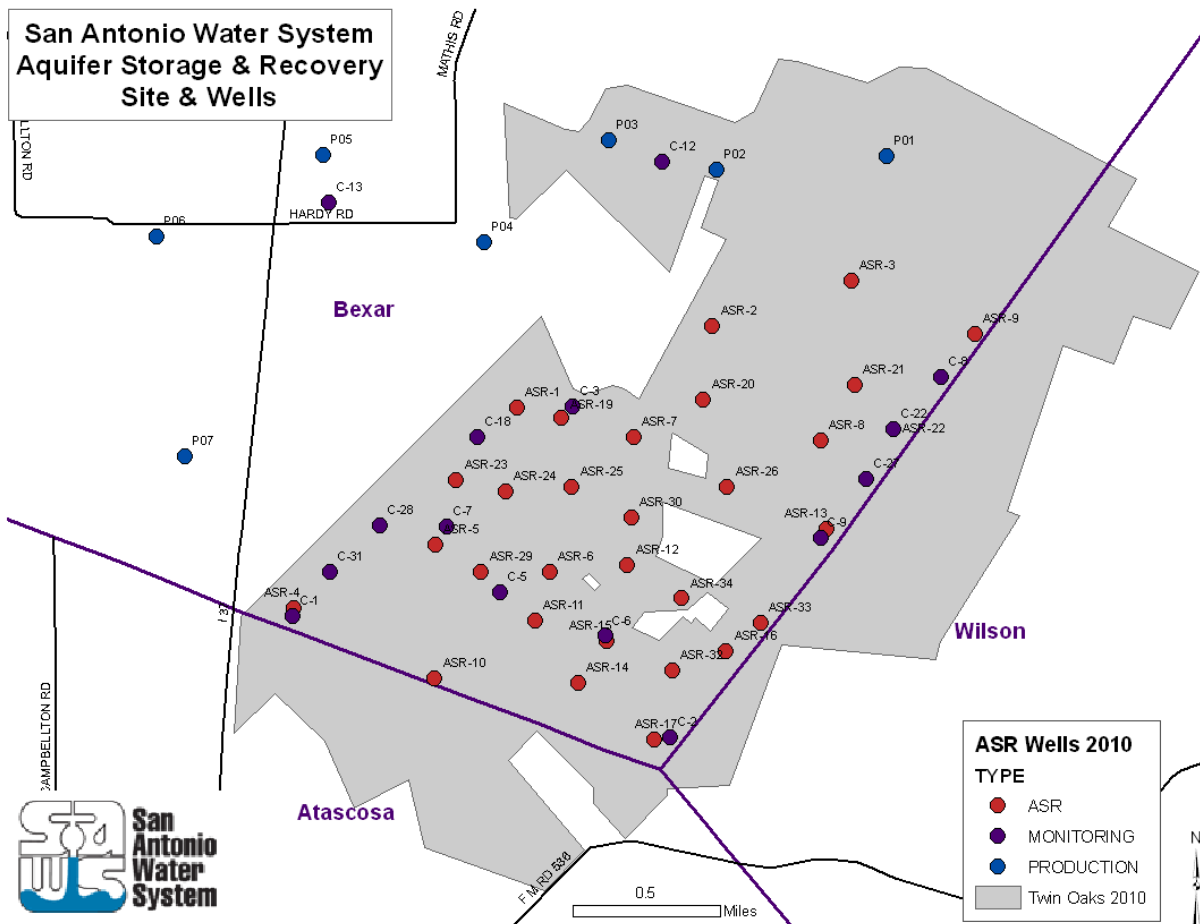 San Antonio Water System
Aquifer Storage & Recovery
Site & Wells
MATHIS RD
LLTON RD
P05
C-13
HARDY RD
P06
P04
P03
C-12
P02
P01
Bexar
ASR-3
ASR-2
ASR-9
C-8
ASR-21
ASR-20
ASR-1
C-3
ASR-19
C-18
ASR-7
C-22
ASR-22
ASR-8
P07
ASR-23
ASR-24
ASR-25
ASR-26
C-27
C-28
C-7
ASR-5
ASR-30
ASR-13
C-9
C-31
ASR-29
ASR-6
ASR-12
C-5
ASR-34
ASR-4
C-1
I 37
ASR-11
ASR-15
C-6
ASR-33
Wilson
ASR-16
ASR-10
ASR-14
ASR-32
ASR-17
C-2
CAMPBELLTON RD
Atascosa
F M RD 536
San
Antonio
Water
System
0.5
Miles
ASR Wells 2010
TYPE
ASR
MONITORING
PRODUCTION
Twin Oaks 2010
N